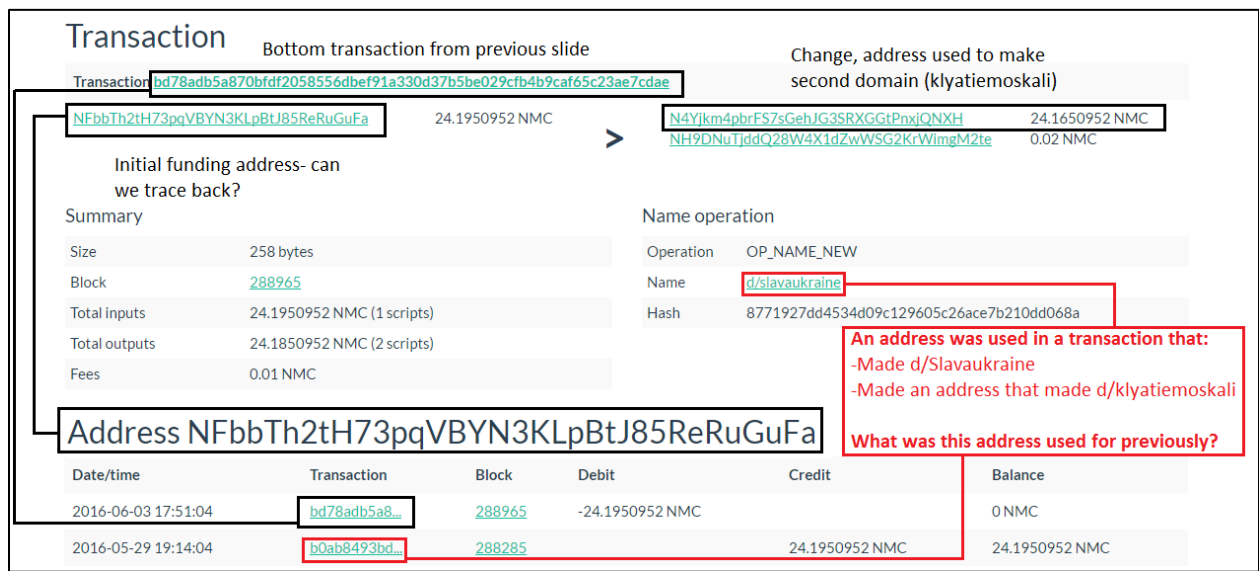 Transaction
Bottom transaction from previous slide
Change, address used to make
second domain (klyatiemoskali)
Transaction bd78adb5a870bfdf2058556dbef91a330d37b5be029cfb4b9caf65c23ae7cdae
NFbbTh2tH73pqVBYN3KLpBtJ85ReRuGuFa 24.1950952 NMC > N4Yjkm4pbrFS7sGehJG3SRXGGtPnxjQNXH 24.1650952 NMC
NH9DNuTjddQ28W4X1dZwWSG2KrWimgM2te 0.02 NMC
Initial funding address- can
we trace back?
Summary
Size 258 bytes
Block 288965
Total inputs 24.1950952 NMC (1 scripts)
Total outputs 24.1850952 NMC (2 scripts)
Fees 0.01 NMC
Name operation
Operation OP_NAME_NEW
Name d/slavaukraine
Hash 8771927dd4534d09c129605c26ace7b210dd068a
An address was used in a transaction that:
-Made d/Slavaukraine
-Made an address that made d/klyatiemoskali
What was this address used for previously?
Address NFbbTh2tH73pqVBYN3KLpBtJ85ReRuGuFa
Date/time Transaction Block Debit Credit Balance
2016-06-03 17:51:04 bd78adb5a8... 288965 -24.1950952 NMC 0 NMC
2016-05-29 19:14:04 b0ab8493bd... 288285 24.1950952 NMC 24.1950952 NMC